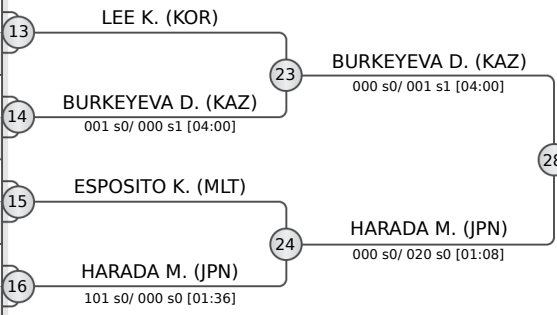 LEE K. (KOR)
13
23
BURKEYEVA D. (KAZ)
000 s0/ 001 s1 [04:00]
BURKEYEVA D. (KAZ)
14
001 s0/ 000 s1 [04:00]
28
ESPOSITO K. (MLT)
15
24
HARADA M. (JPN)
000 s0/ 020 s0 [01:08]
HARADA M. (JPN)
16
101 s0/ 000 s0 [01:36]